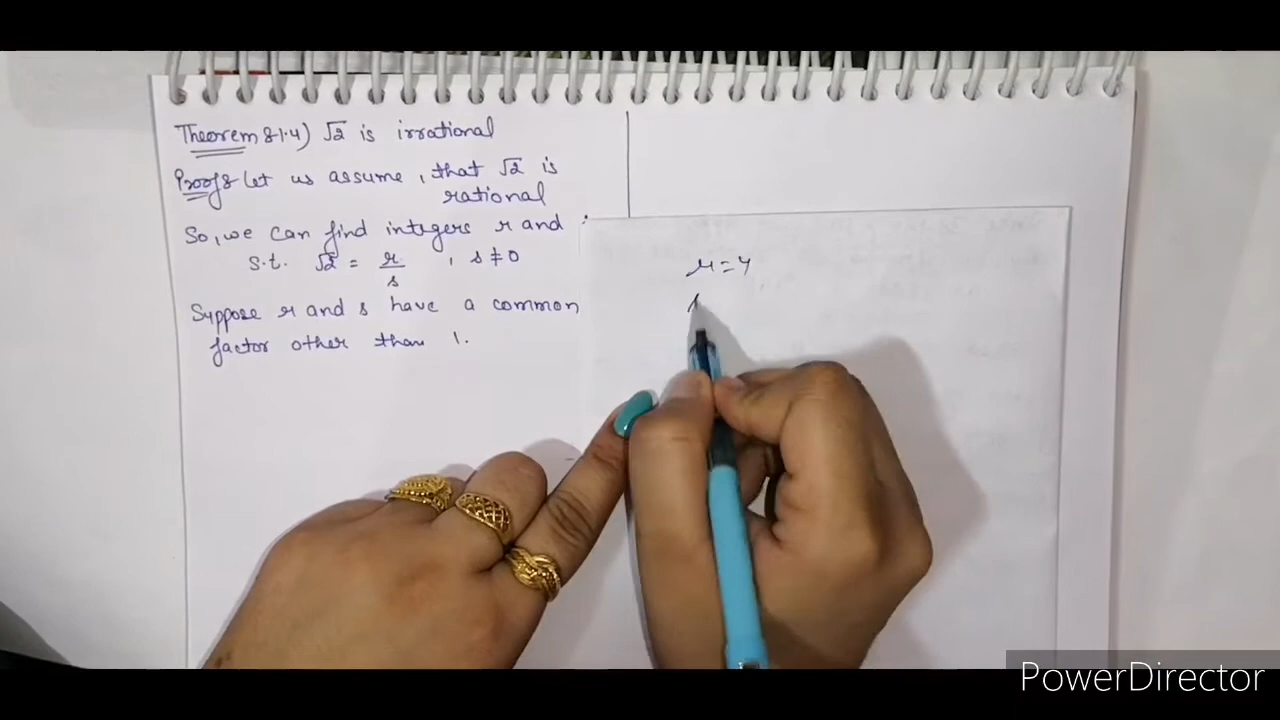 Theorem 8 1.4) √2 is irrational
Proof 8 Let us assume, that √2 is
rational
So, we can find integers r and
s.t. √2 = r/s , s ≠ 0
Suppose r and s have a common
factor other than 1.
r = 4
s
PowerDirector